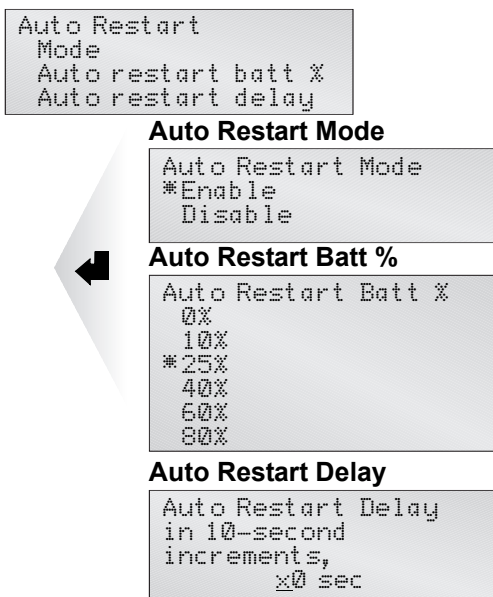 Auto Restart
Mode
Auto restart batt %
Auto restart delay
Auto Restart Mode
Auto Restart Mode
*Enable
Disable
Auto Restart Batt %
Auto Restart Batt %
0%
10%
*25%
40%
60%
80%
Auto Restart Delay
Auto Restart Delay
in 10-second
increments,
x0 sec